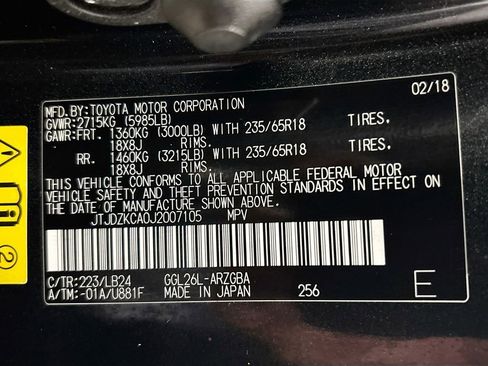 02/18
MFD.BY:TOYOTA MOTOR CORPORATION
GVWR:2715KG (5985LB)
GAWR:FRT. 1360KG (3000LB) WITH 235/65R18 TIRES.
18X8J RIMS.
RR. 1460KG (3215LB) WITH 235/65R18 TIRES.
18X8J RIMS.
THIS VEHICLE CONFORMS TO ALL APPLICABLE FEDERAL MOTOR
VEHICLE SAFETY AND THEFT PREVENTION STANDARDS IN EFFECT
ON THE DATE OF MANUFACTURE SHOWN ABOVE.
JTJDZKCA0J2007105 MPV
C/TR:223/LB24 GGL26L-ARZGBA
A/TM:-01A/U881F MADE IN JAPAN 256 E
2